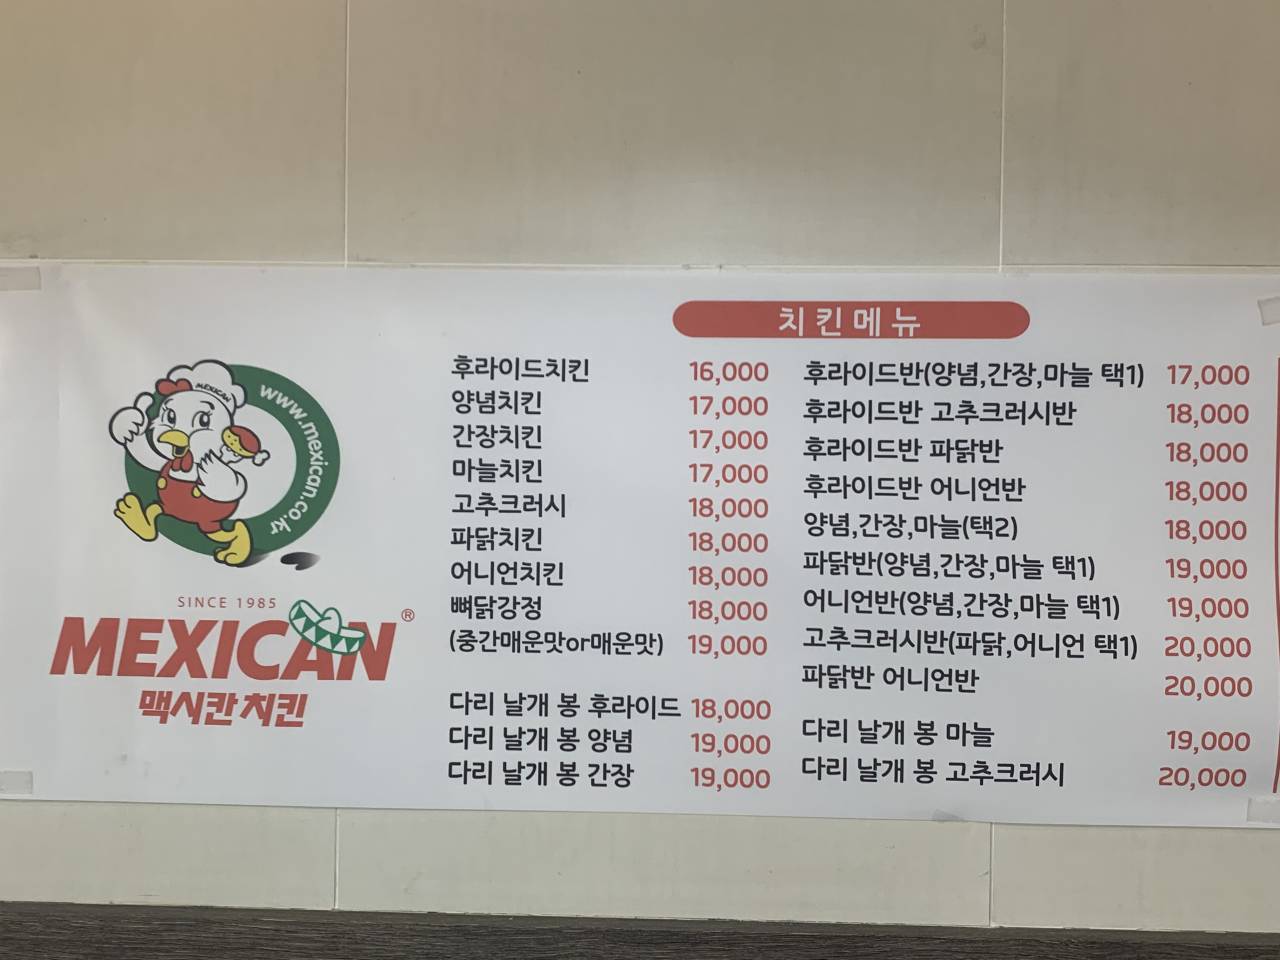 치킨메뉴
MEXICAN
www.mexican.co.kr
SINCE 1985
MEXICAN®
맥시칸치킨
후라이드치킨 16,000
양념치킨 17,000
간장치킨 17,000
마늘치킨 17,000
고추크러시 18,000
파닭치킨 18,000
어니언치킨 18,000
뼈닭강정 18,000
(중간매운맛or매운맛) 19,000
다리 날개 봉 후라이드 18,000
다리 날개 봉 양념 19,000
다리 날개 봉 간장 19,000
후라이드반(양념,간장,마늘 택1) 17,000
후라이드반 고추크러시반 18,000
후라이드반 파닭반 18,000
후라이드반 어니언반 18,000
양념,간장,마늘(택2) 18,000
파닭반(양념,간장,마늘 택1) 19,000
어니언반(양념,간장,마늘 택1) 19,000
고추크러시반(파닭,어니언 택1) 20,000
파닭반 어니언반 20,000
다리 날개 봉 마늘 19,000
다리 날개 봉 고추크러시 20,000